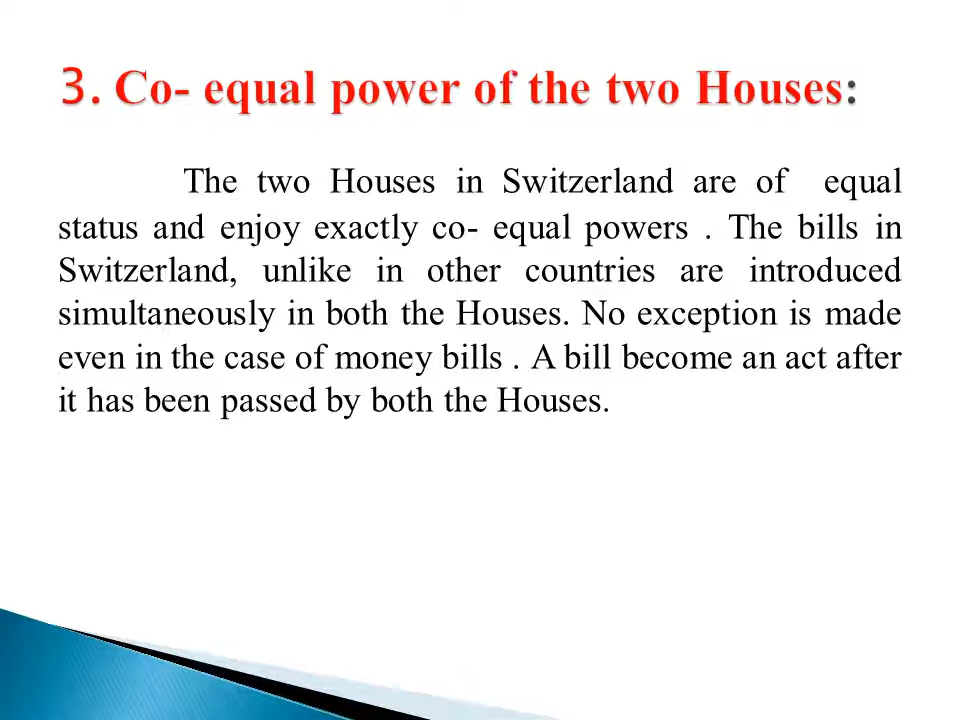 3. Co- equal power of the two Houses:
The two Houses in Switzerland are of equal
status and enjoy exactly co- equal powers . The bills in
Switzerland, unlike in other countries are introduced
simultaneously in both the Houses. No exception is made
even in the case of money bills . A bill become an act after
it has been passed by both the Houses.